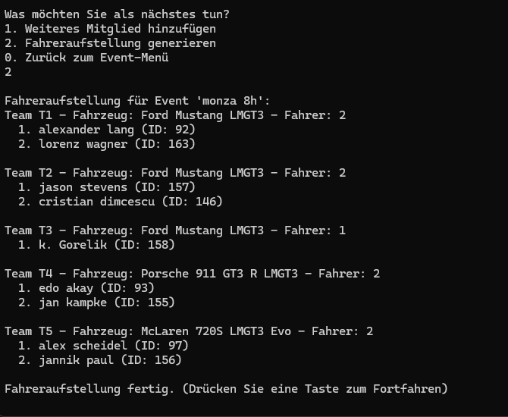 Was möchten Sie als nächstes tun?
1. Weiteres Mitglied hinzufügen
2. Fahreraufstellung generieren
0. Zurück zum Event-Menü
2
Fahreraufstellung für Event 'monza 8h':
Team T1 - Fahrzeug: Ford Mustang LMGT3 - Fahrer: 2
1. alexander lang (ID: 92)
2. lorenz wagner (ID: 163)
Team T2 - Fahrzeug: Ford Mustang LMGT3 - Fahrer: 2
1. jason stevens (ID: 157)
2. cristian dimcescu (ID: 146)
Team T3 - Fahrzeug: Ford Mustang LMGT3 - Fahrer: 1
1. k. Gorelik (ID: 158)
Team T4 - Fahrzeug: Porsche 911 GT3 R LMGT3 - Fahrer: 2
1. edo akay (ID: 93)
2. jan kampke (ID: 155)
Team T5 - Fahrzeug: McLaren 720S LMGT3 Evo - Fahrer: 2
1. alex scheidel (ID: 97)
2. jannik paul (ID: 156)
Fahreraufstellung fertig. (Drücken Sie eine Taste zum Fortfahren)